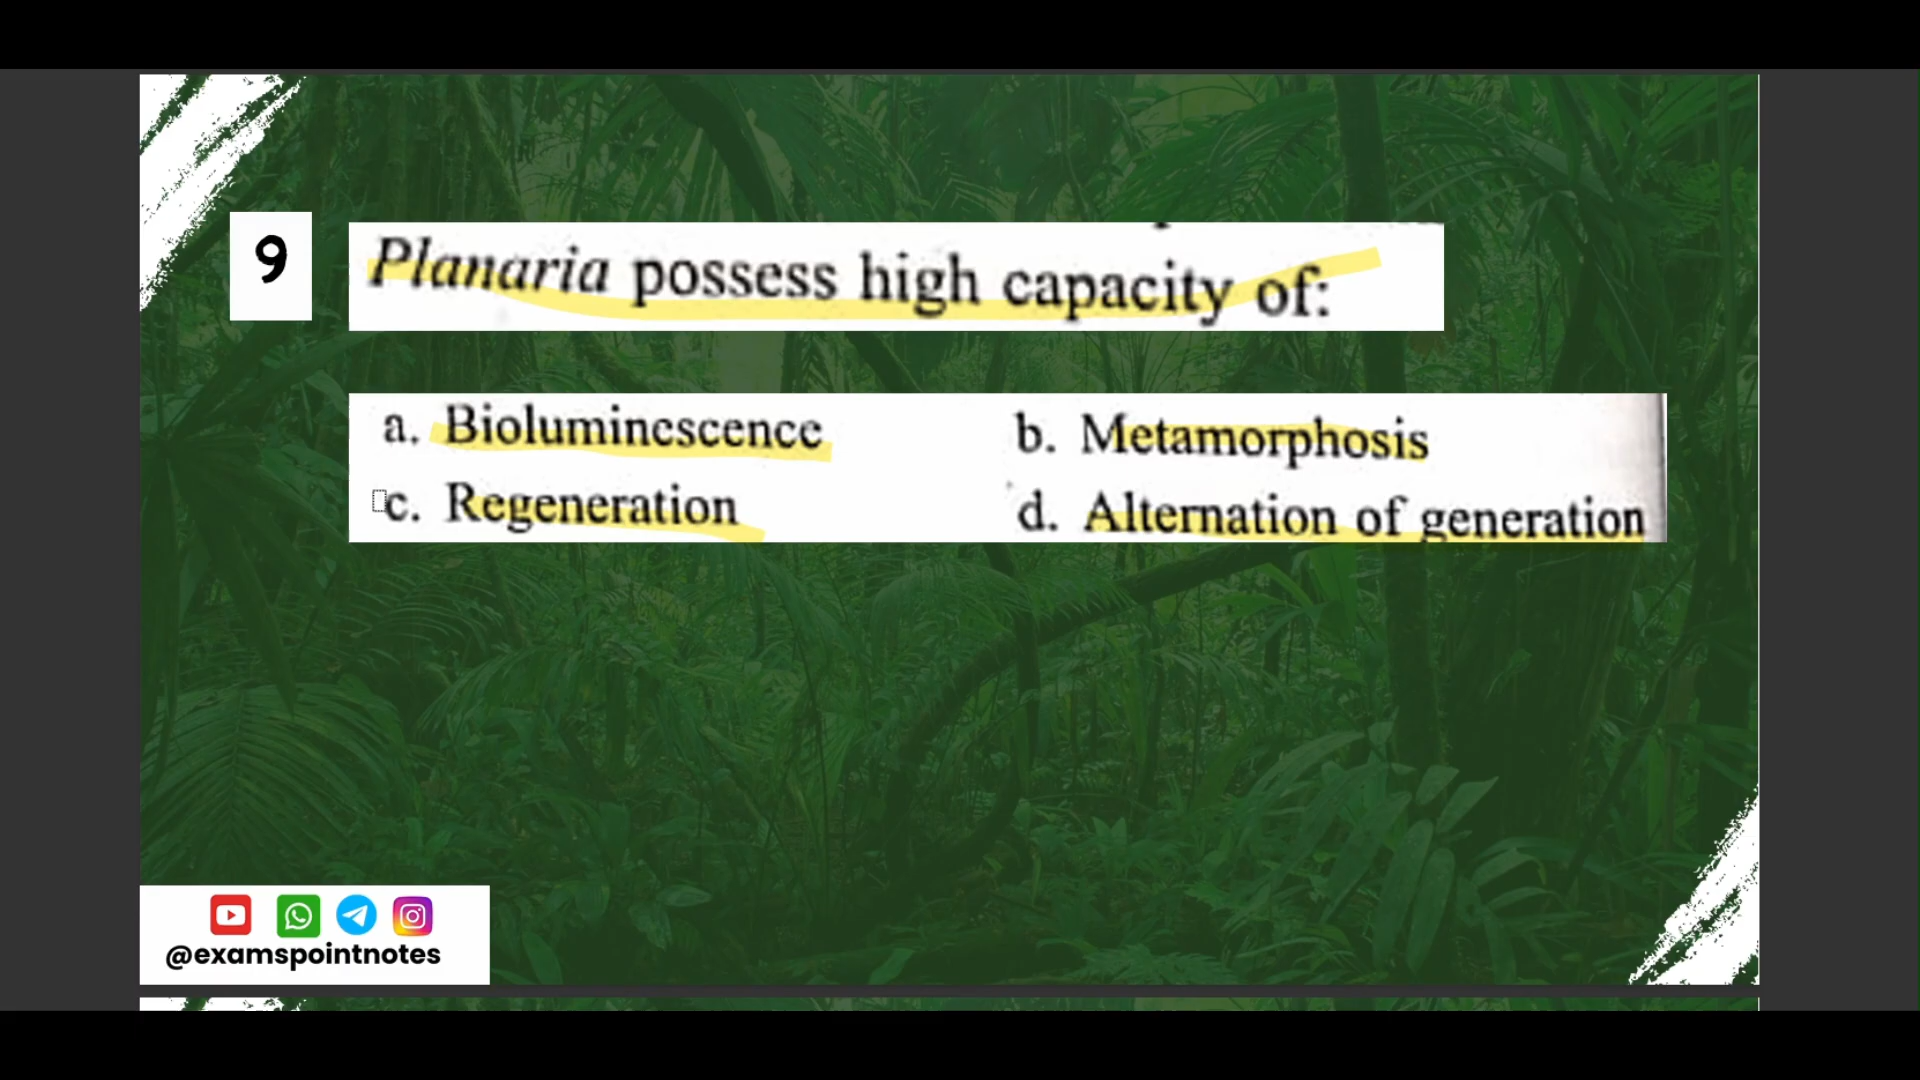 9
Planaria possess high capacity of:
a. Bioluminescence
b. Metamorphosis
c. Regeneration
d. Alternation of generation
@examspointnotes